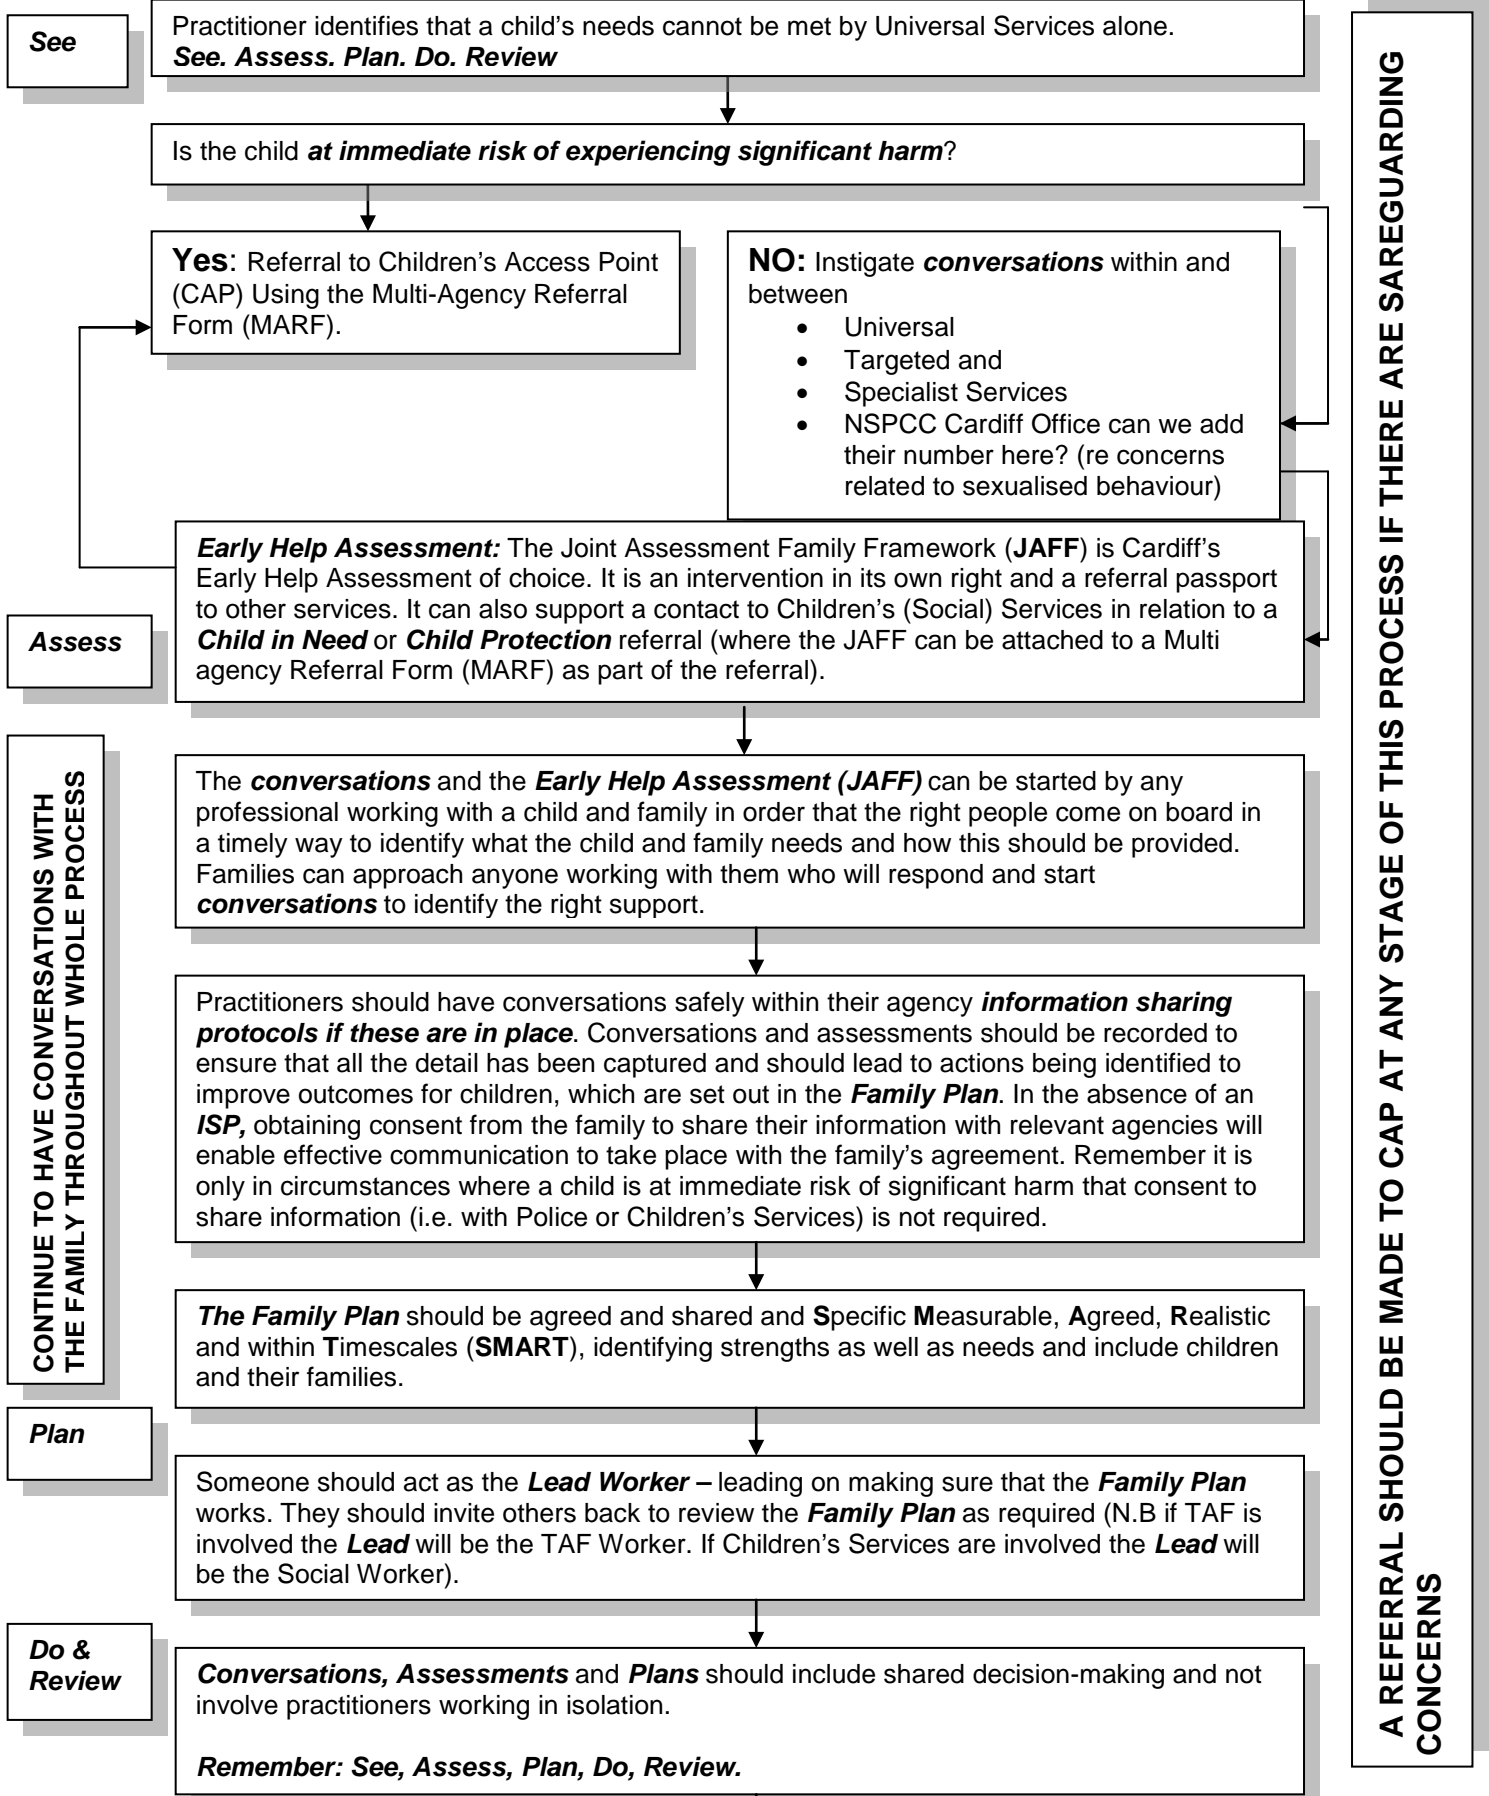 See
Practitioner identifies that a child's needs cannot be met by Universal Services alone.
See. Assess. Plan. Do. Review
Is the child at immediate risk of experiencing significant harm?
Yes: Referral to Children's Access Point
(CAP) Using the Multi-Agency Referral
Form (MARF).
NO: Instigate conversations within and
between
• Universal
• Targeted and
• Specialist Services
• NSPCC Cardiff Office can we add
their number here? (re concerns
related to sexualised behaviour)
Assess
Early Help Assessment: The Joint Assessment Family Framework (JAFF) is Cardiff's
Early Help Assessment of choice. It is an intervention in its own right and a referral passport
to other services. It can also support a contact to Children's (Social) Services in relation to a
Child in Need or Child Protection referral (where the JAFF can be attached to a Multi
agency Referral Form (MARF) as part of the referral).
CONTINUE TO HAVE CONVERSATIONS WITH
THE FAMILY THROUGHOUT WHOLE PROCESS
The conversations and the Early Help Assessment (JAFF) can be started by any
professional working with a child and family in order that the right people come on board in
a timely way to identify what the child and family needs and how this should be provided.
Families can approach anyone working with them who will respond and start
conversations to identify the right support.
Practitioners should have conversations safely within their agency information sharing
protocols if these are in place. Conversations and assessments should be recorded to
ensure that all the detail has been captured and should lead to actions being identified to
improve outcomes for children, which are set out in the Family Plan. In the absence of an
ISP, obtaining consent from the family to share their information with relevant agencies will
enable effective communication to take place with the family's agreement. Remember it is
only in circumstances where a child is at immediate risk of significant harm that consent to
share information (i.e. with Police or Children's Services) is not required.
The Family Plan should be agreed and shared and Specific Measurable, Agreed, Realistic
and within Timescales (SMART), identifying strengths as well as needs and include children
and their families.
Plan
Someone should act as the Lead Worker – leading on making sure that the Family Plan
works. They should invite others back to review the Family Plan as required (N.B if TAF is
involved the Lead will be the TAF Worker. If Children's Services are involved the Lead will
be the Social Worker).
Do &
Review
Conversations, Assessments and Plans should include shared decision-making and not
involve practitioners working in isolation.
Remember: See, Assess, Plan, Do, Review.
A REFERRAL SHOULD BE MADE TO CAP AT ANY STAGE OF THIS PROCESS IF THERE ARE SAREGUARDING
CONCERNS